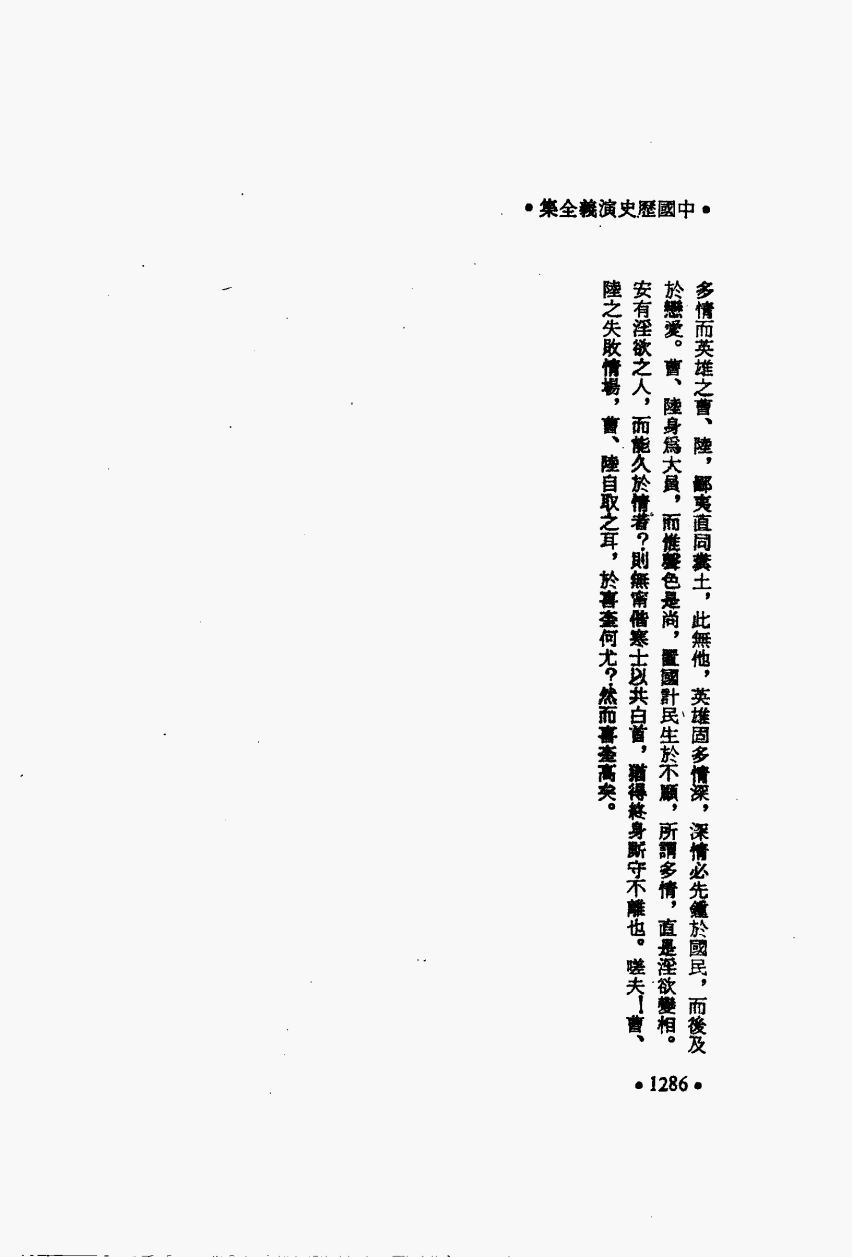 •中國歷史演義全集•
多情而英雄之曹、陸，鄙夷直同糞土，此無他，英雄固多情深，深情必先鍾於國民，而後及
於戀愛。曹、陸身爲大員，而惟聲色是尚，置國計民生於不顧，所謂多情，直是淫欲變相。
安有淫欲之人，而能久於情者？則無甯偕寒士以共白首，猶得終身厮守不離也。嗟夫！曹、
陸之失敗情場，曹、陸自取之耳，於喜奎何尤？然而喜奎高矣。
•1286•